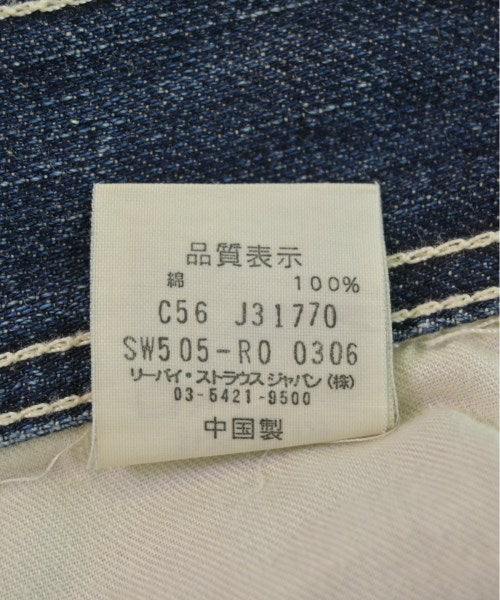 品質表示
綿 100%
C56 J31770
SW505-R0 0306
リーバイ・ストラウス ジャパン(株)
03-5421-9500
中国製